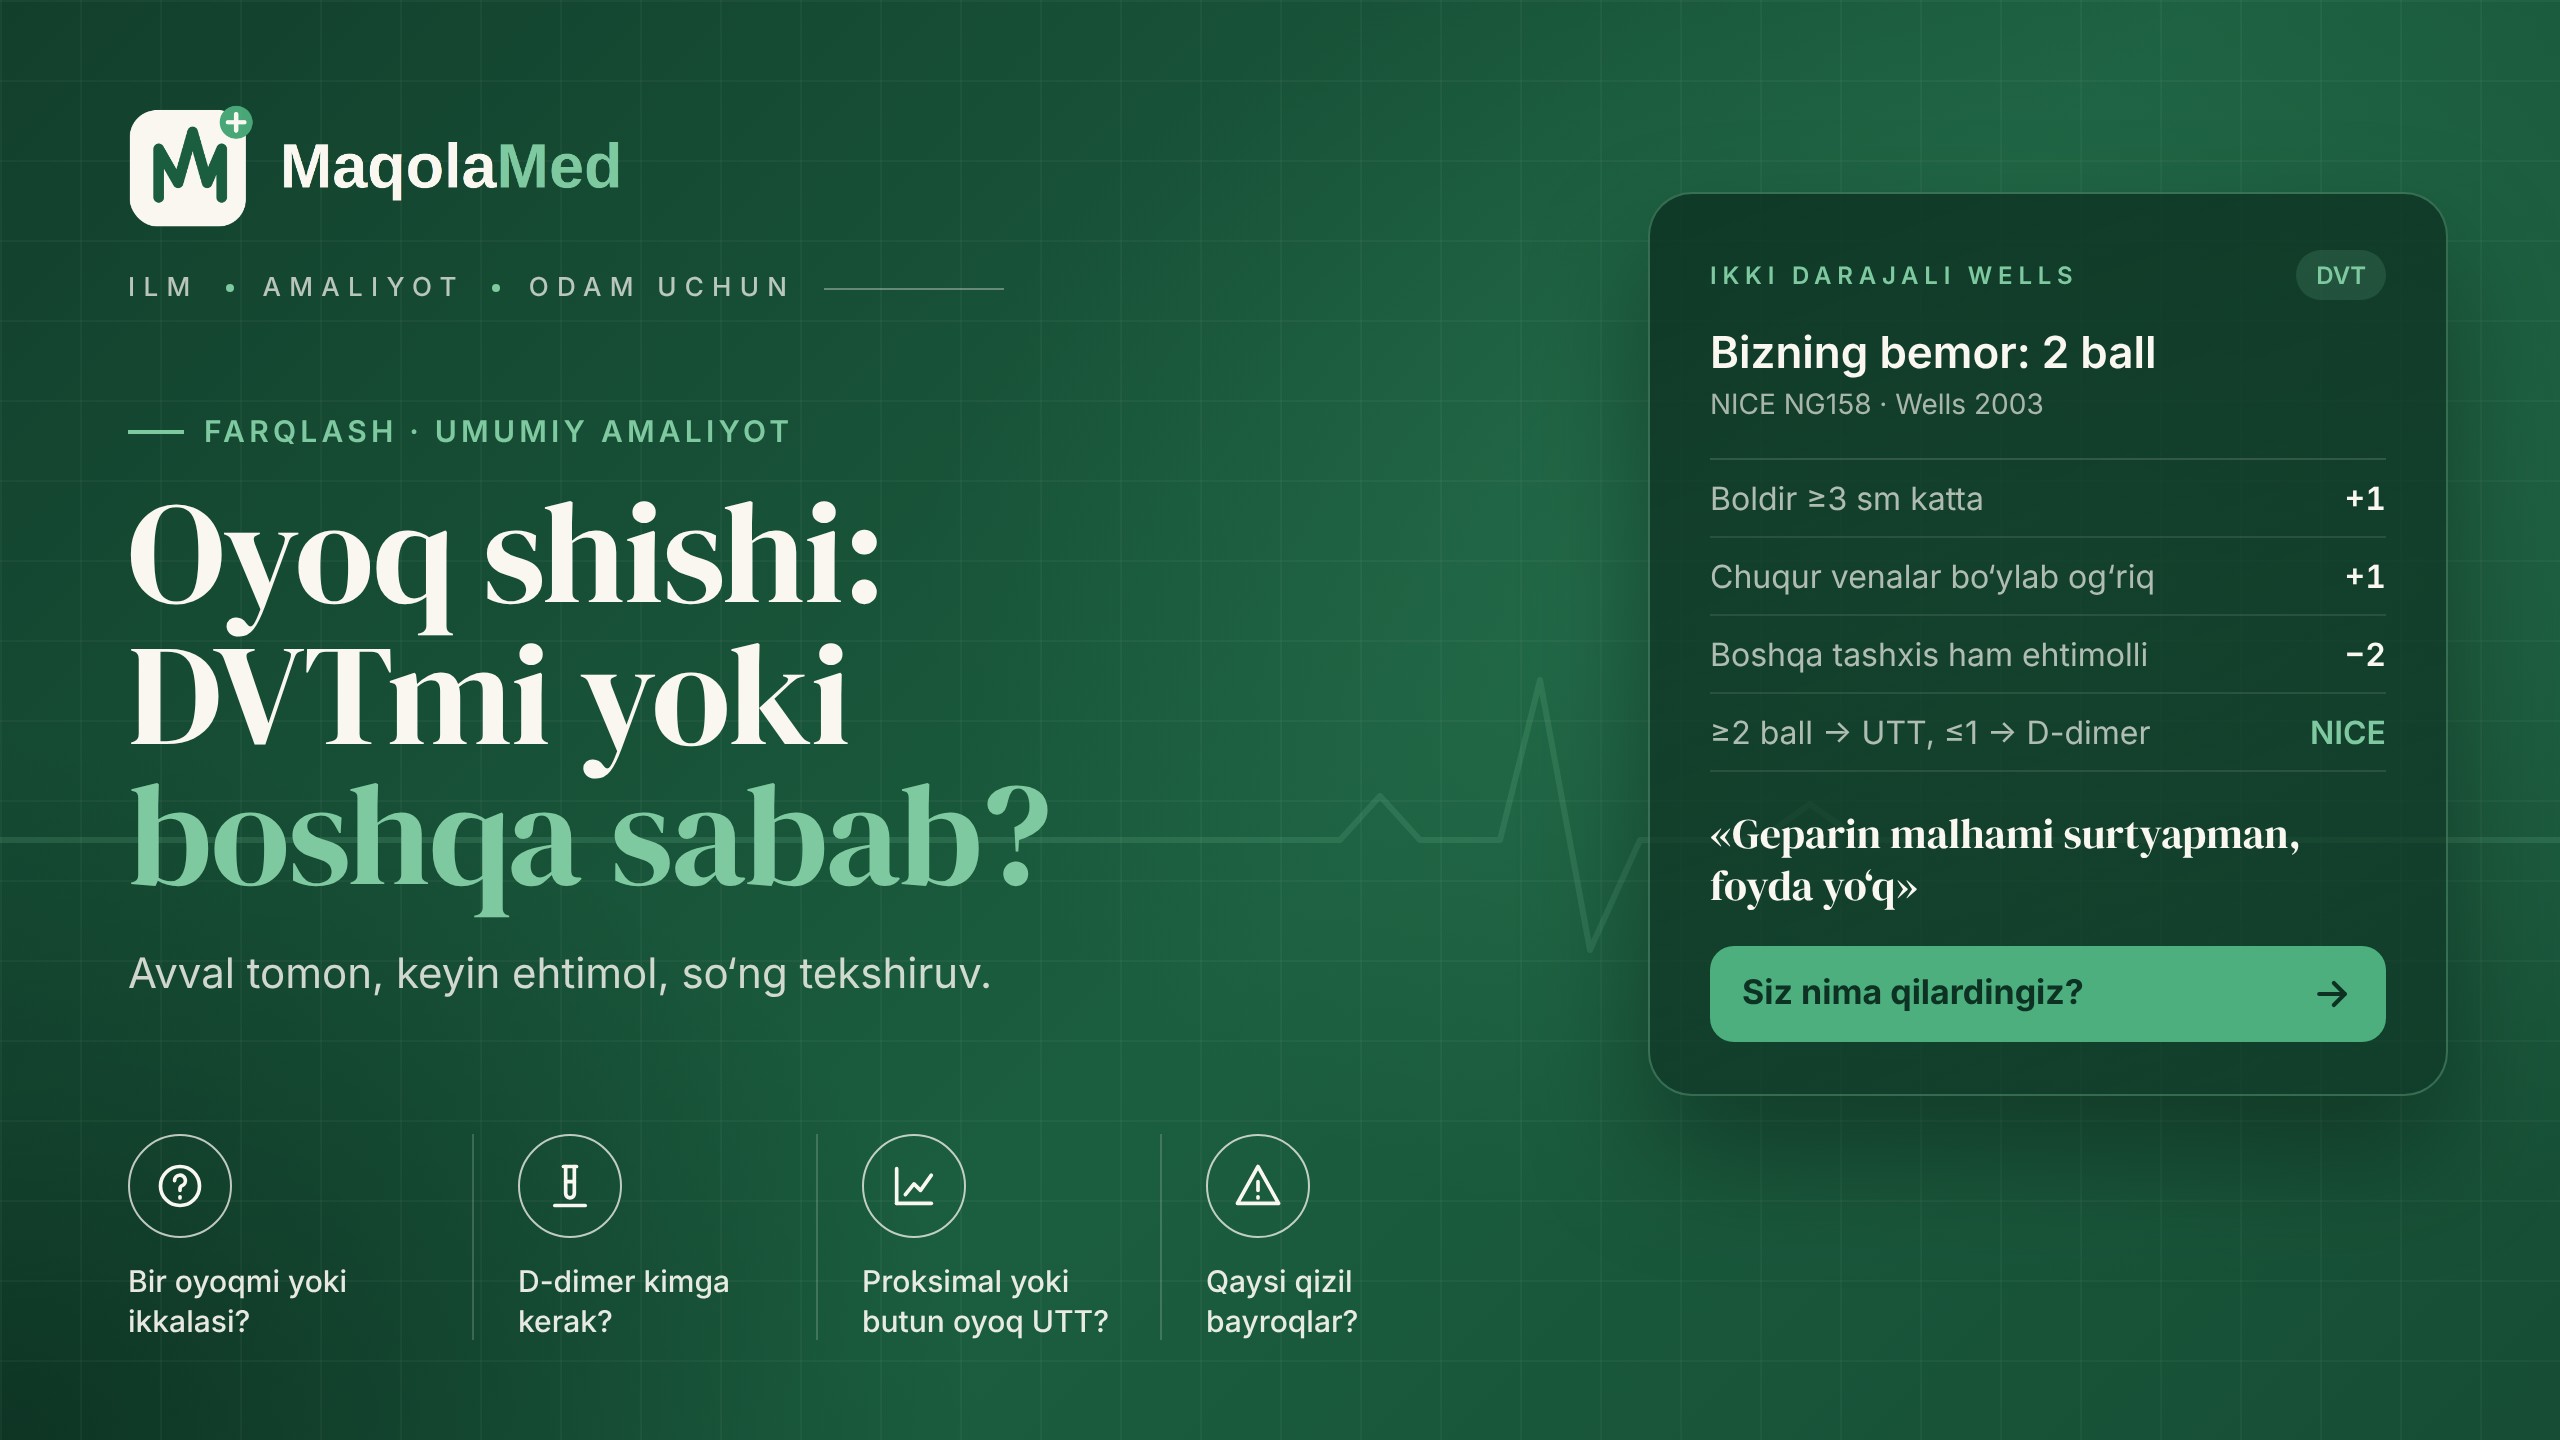 MaqolaMed
ILM • AMALIYOT • ODAM UCHUN
FARQLASH · UMUMIY AMALIYOT
Oyoq shishi:
DVTmi yoki
boshqa sabab?
Avval tomon, keyin ehtimol, so‘ng tekshiruv.
Bir oyoqmi yoki
ikkalasi?
D-dimer kimga
kerak?
Proksimal yoki
butun oyoq UTT?
Qaysi qizil
bayroqlar?
IKKI DARAJALI WELLS DVT
Bizning bemor: 2 ball
NICE NG158 · Wells 2003
Boldir ≥3 sm katta +1
Chuqur venalar bo‘ylab og‘riq +1
Boshqa tashxis ham ehtimolli −2
≥2 ball → UTT, ≤1 → D-dimer NICE
«Geparin malhami surtyapman,
foyda yo‘q»
Siz nima qilardingiz? →